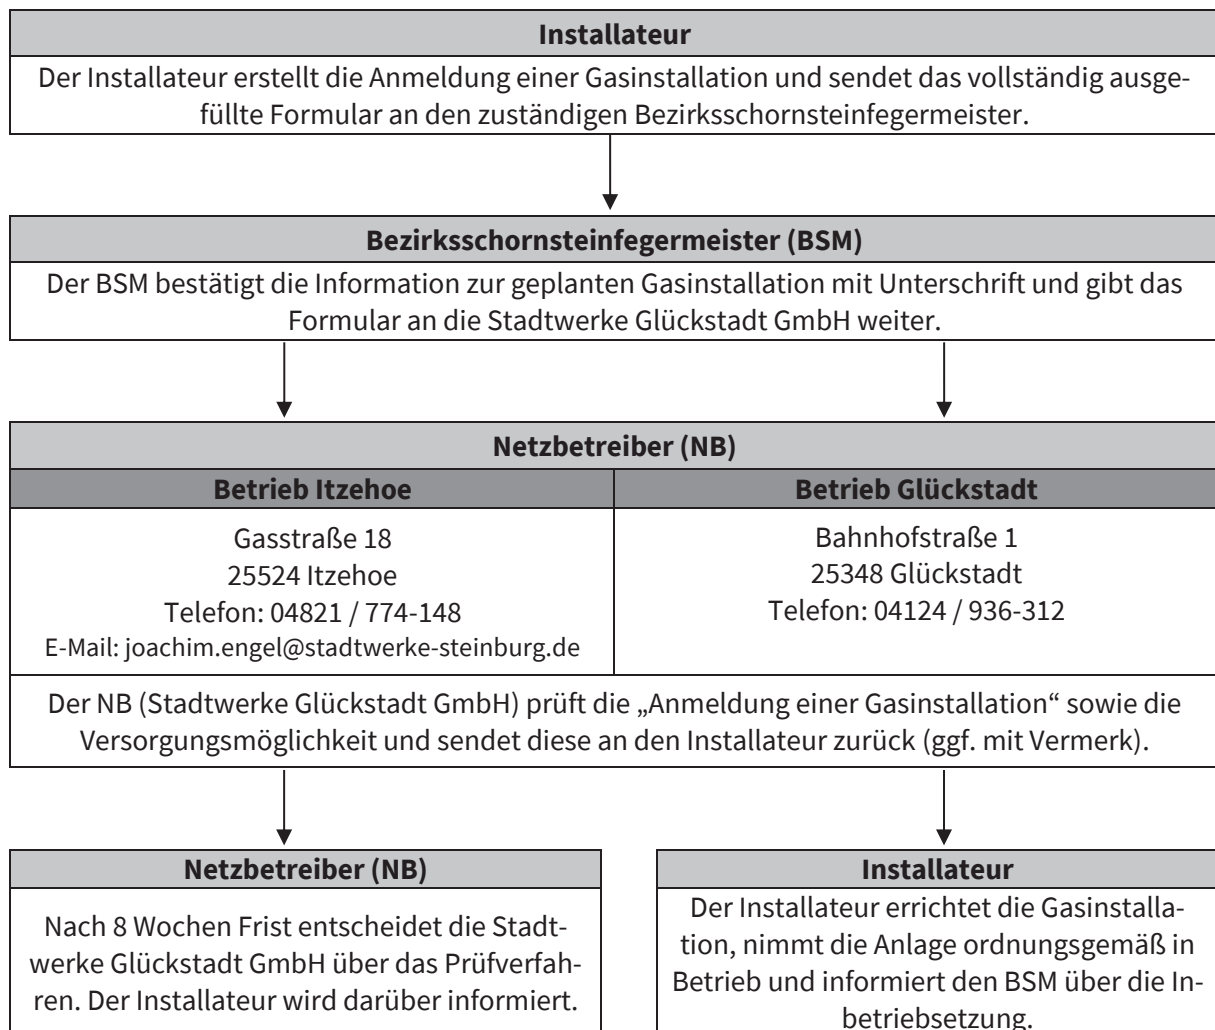 Installateur
Der Installateur erstellt die Anmeldung einer Gasinstallation und sendet das vollständig ausge-
füllte Formular an den zuständigen Bezirksschornsteinfegermeister.
Bezirksschornsteinfegermeister (BSM)
Der BSM bestätigt die Information zur geplanten Gasinstallation mit Unterschrift und gibt das
Formular an die Stadtwerke Glückstadt GmbH weiter.
Netzbetreiber (NB)
Betrieb Itzehoe
Gasstraße 18
25524 Itzehoe
Telefon: 04821 / 774-148
E-Mail: joachim.engel@stadtwerke-steinburg.de
Betrieb Glückstadt
Bahnhofstraße 1
25348 Glückstadt
Telefon: 04124 / 936-312
Der NB (Stadtwerke Glückstadt GmbH) prüft die „Anmeldung einer Gasinstallation“ sowie die
Versorgungsmöglichkeit und sendet diese an den Installateur zurück (ggf. mit Vermerk).
Netzbetreiber (NB)
Nach 8 Wochen Frist entscheidet die Stadt-
werke Glückstadt GmbH über das Prüfverfah-
ren. Der Installateur wird darüber informiert.
Installateur
Der Installateur errichtet die Gasinstalla-
tion, nimmt die Anlage ordnungsgemäß in
Betrieb und informiert den BSM über die In-
betriebsetzung.